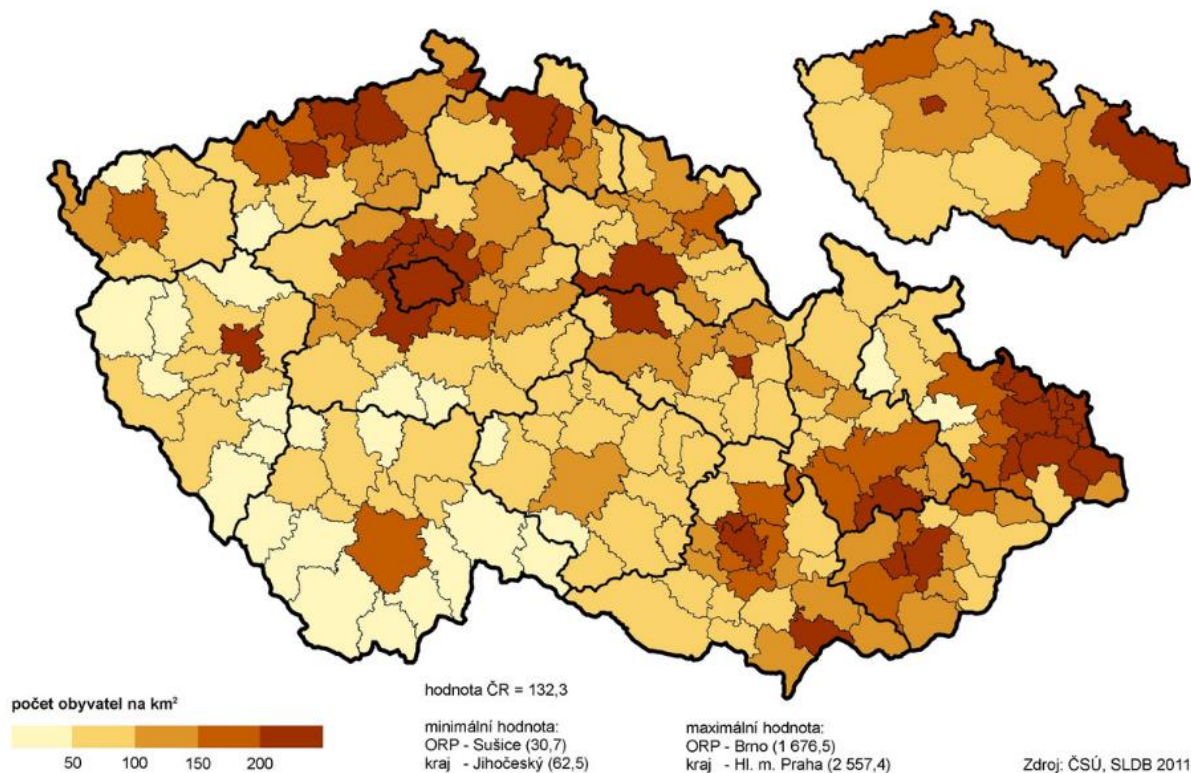 počet obyvatel na km²
50 100 150 200
hodnota ČR = 132,3
minimální hodnota:
ORP - Sušice (30,7)
kraj - Jihočeský (62,5)
maximální hodnota:
ORP - Brno (1 676,5)
kraj - Hl. m. Praha (2 557,4)
Zdroj: ČSÚ, SLDB 2011